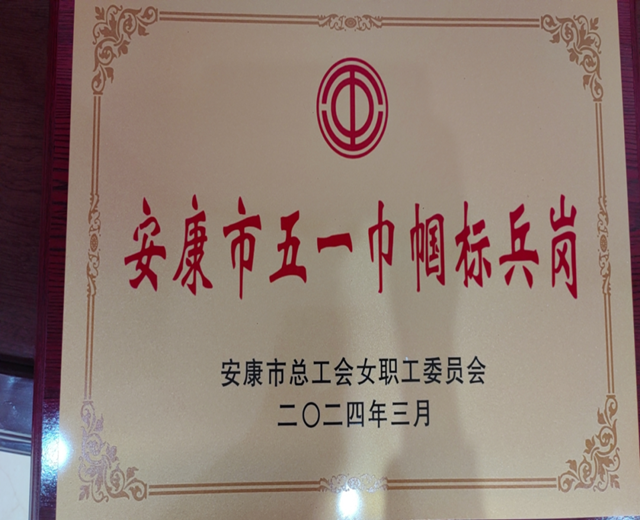 安康市五一巾帼标兵岗
安康市总工会女职工委员会
二〇二四年三月